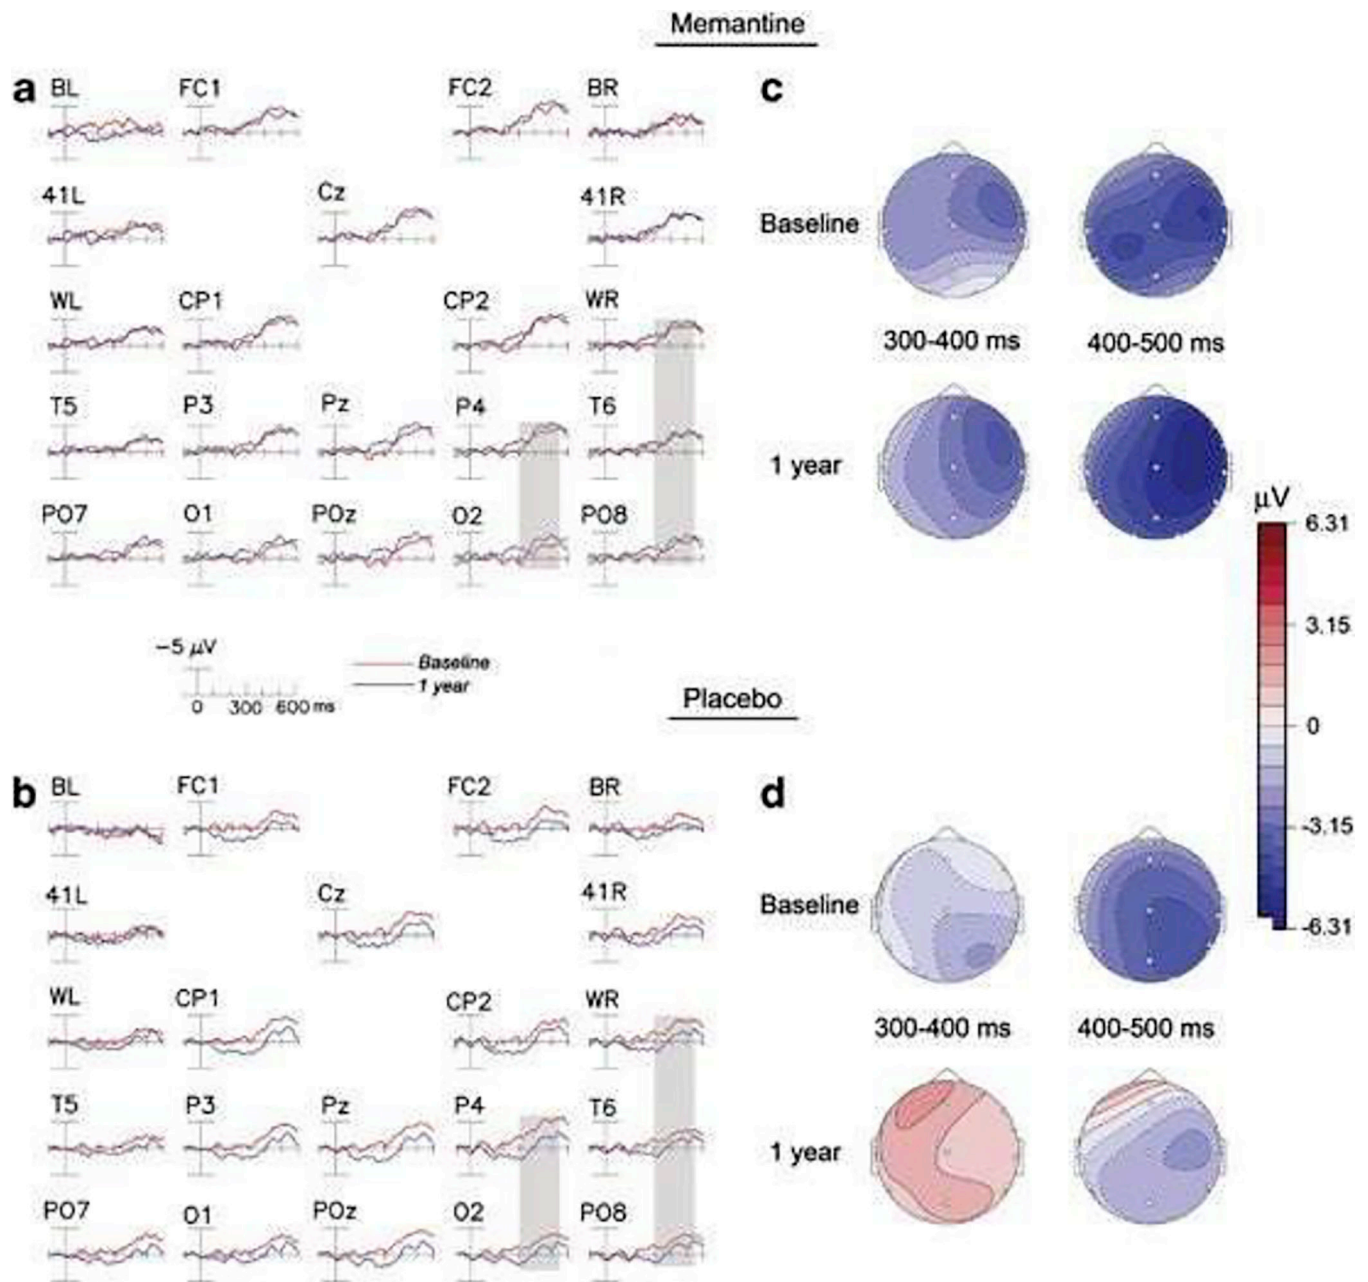 Memantine
a
BL FC1 FC2 BR
41L Cz 41R
WL CP1 CP2 WR
T5 P3 Pz P4 T6
PO7 O1 POz O2 PO8
−5 μV
0 300 600 ms
Baseline
1 year
c
Baseline
300-400 ms 400-500 ms
1 year
μV
6.31
3.15
0
-3.15
-6.31
Placebo
b
BL FC1 FC2 BR
41L Cz 41R
WL CP1 CP2 WR
T5 P3 Pz P4 T6
PO7 O1 POz O2 PO8
d
Baseline
300-400 ms 400-500 ms
1 year